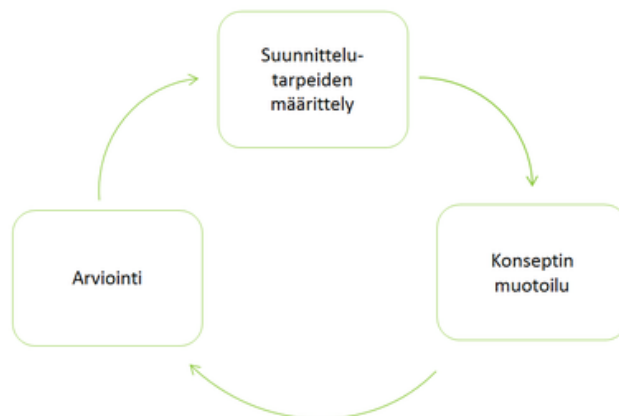 Suunnittelu-
tarpeiden
määrittely
Arviointi
Konseptin
muotoilu